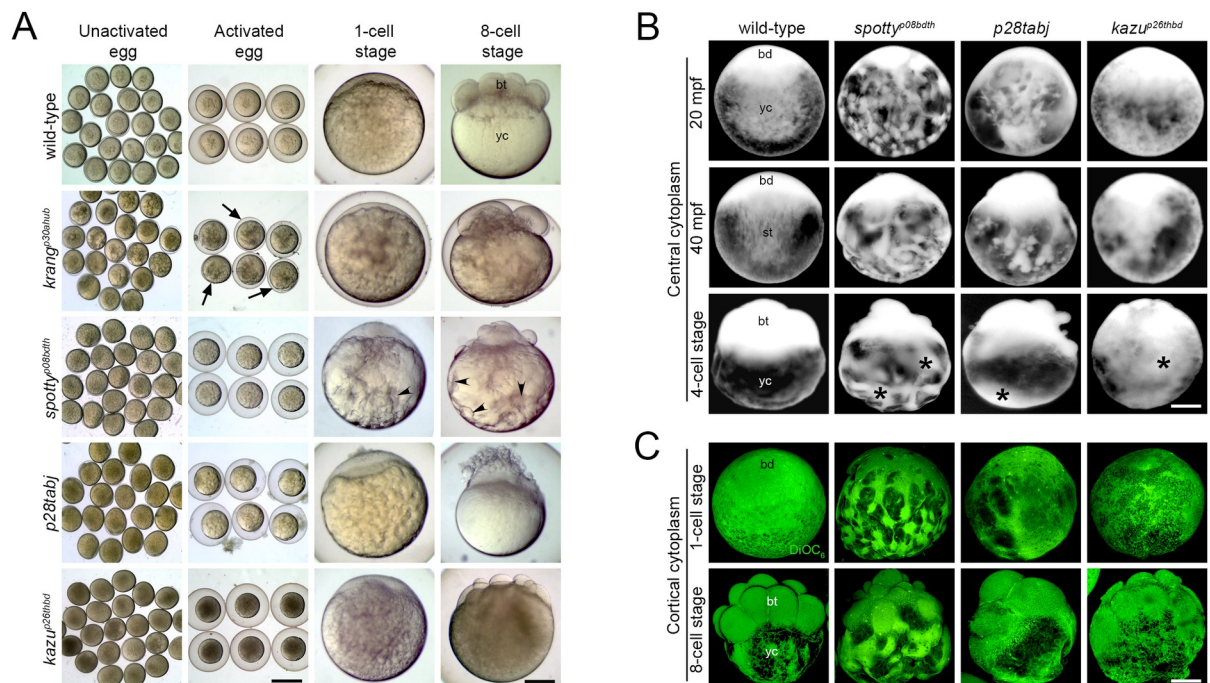 A
Unactivated egg
Activated egg
1-cell stage
8-cell stage
wild-type
bt
yc
krang^p30ahub
spotty^p08bdth
p28tabj
kazu^p26thbd
B
wild-type
spotty^p08bdth
p28tabj
kazu^p26thbd
Central cytoplasm
20 mpf
bd
yc
40 mpf
bd
st
4-cell stage
bt
yc
*
*
*
*
C
Cortical cytoplasm
1-cell stage
bd
DiOC₆
8-cell stage
bt
yc